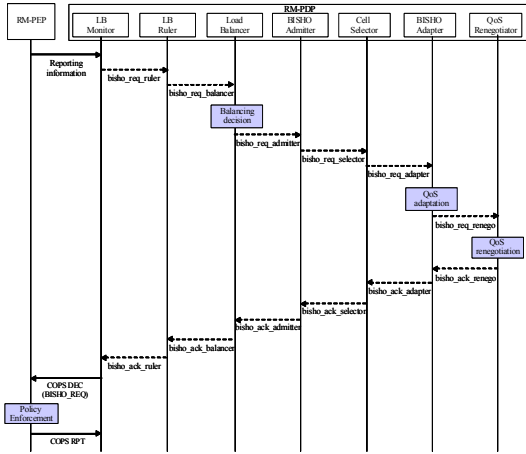 RM-PDP
RM-PEP
LB
Monitor
LB
Ruler
Load
Balancer
BISHO
Admitter
Cell
Selector
BISHO
Adapter
QoS
Renegotiator
Reporting
information
bisho_req_ruler
bisho_req_balancer
Balancing
decision
bisho_req_admitter
bisho_req_selector
bisho_req_adapter
QoS
adaptation
bisho_req_renego
QoS
renegotiation
bisho_ack_renego
bisho_ack_adapter
bisho_ack_selector
bisho_ack_admitter
bisho_ack_balancer
bisho_ack_ruler
COPS DEC
(BISHO_REQ)
Policy
Enforcement
COPS RPT